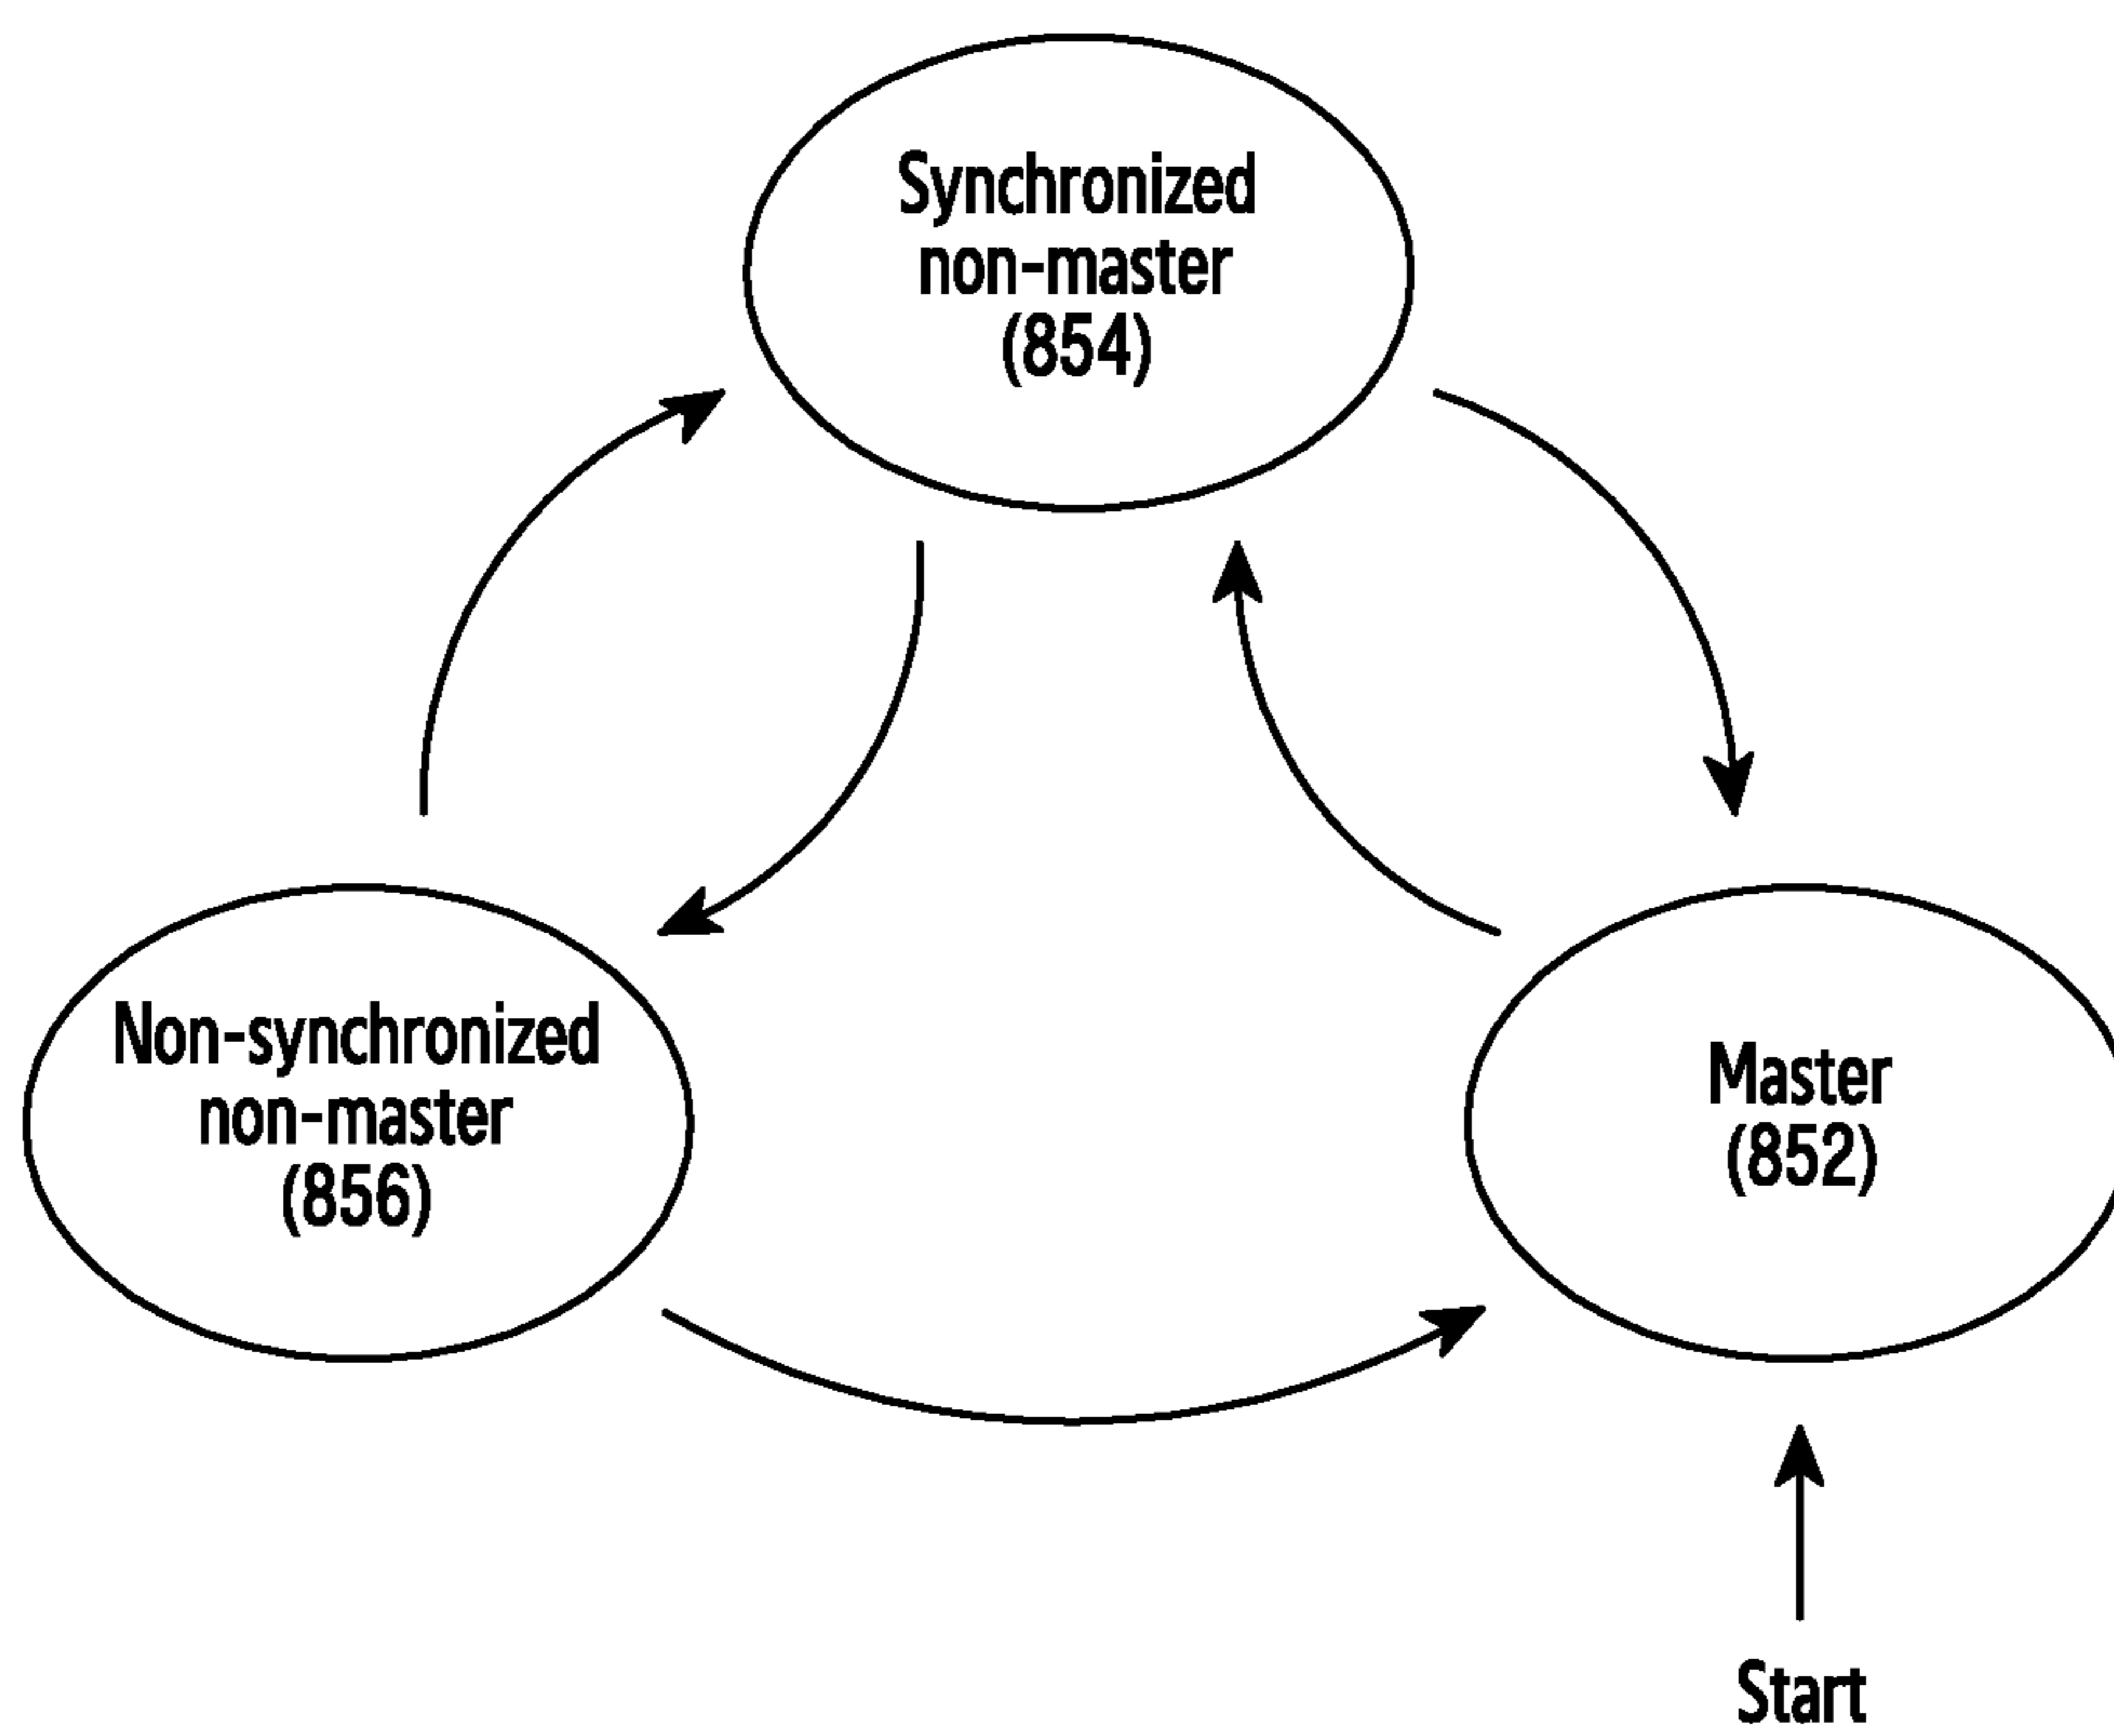 Synchronized
non-master
(854)
Non-synchronized
non-master
(856)
Master
(852)
Start